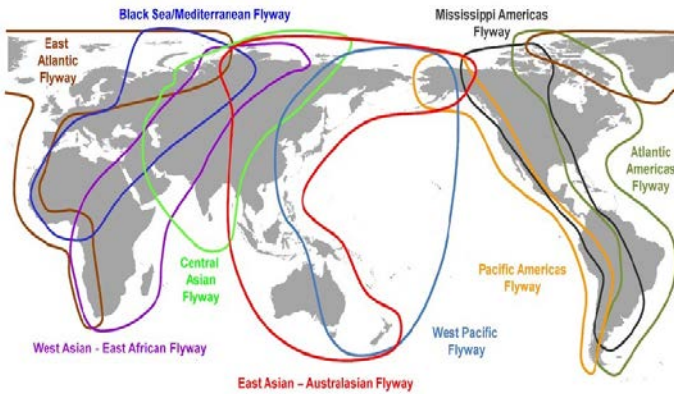 Black Sea/Mediterranean Flyway
Mississippi Americas
Flyway
East
Atlantic
Flyway
Atlantic
Americas
Flyway
Central
Asian
Flyway
Pacific Americas
Flyway
West Pacific
Flyway
West Asian - East African Flyway
East Asian – Australasian Flyway